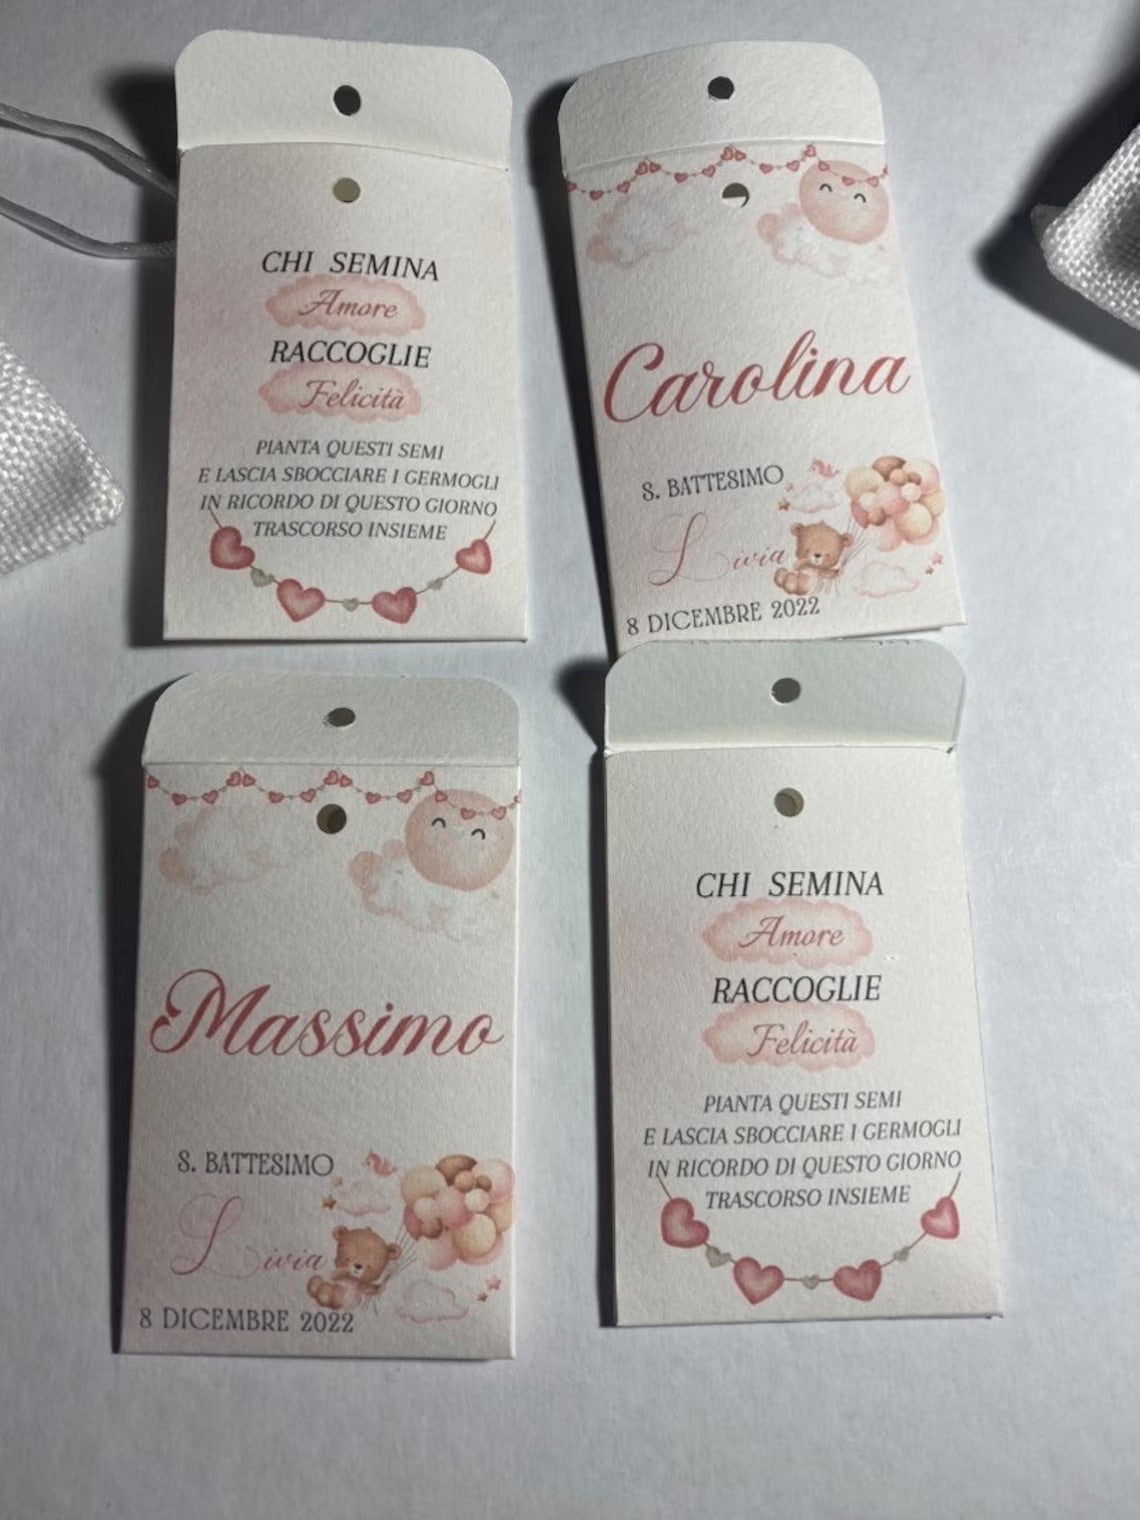 CHI SEMINA
Amore
RACCOGLIE
Felicità
PIANTA QUESTI SEMI
E LASCIA SBOCCIARE I GERMOGLI
IN RICORDO DI QUESTO GIORNO
TRASCORSO INSIEME
Carolina
S. BATTESIMO
Livia
8 DICEMBRE 2022
Massimo
S. BATTESIMO
Livia
8 DICEMBRE 2022
CHI SEMINA
Amore
RACCOGLIE
Felicità
PIANTA QUESTI SEMI
E LASCIA SBOCCIARE I GERMOGLI
IN RICORDO DI QUESTO GIORNO
TRASCORSO INSIEME